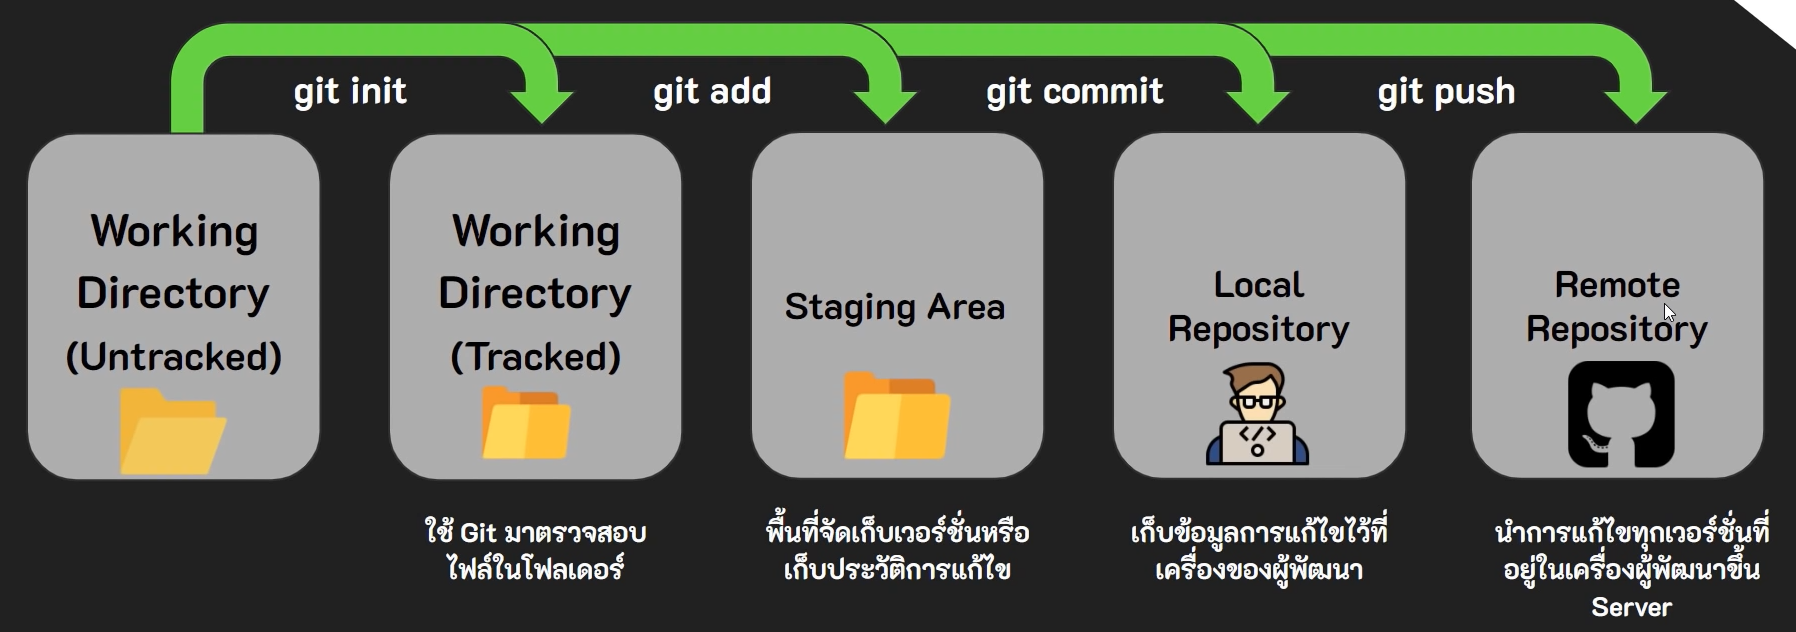 git init
git add
git commit
git push
Working
Directory
(Untracked)
Working
Directory
(Tracked)
Staging Area
Local
Repository
Remote
Repository
ใช้ Git มาตรวจสอบ
ไฟล์ในโฟลเดอร์
พื้นที่จัดเก็บเวอร์ชั่นหรือ
เก็บประวัติการแก้ไข
เก็บข้อมูลการแก้ไขไว้ที่
เครื่องของผู้พัฒนา
นำการแก้ไขทุกเวอร์ชั่นที่
อยู่ในเครื่องผู้พัฒนาขึ้น
Server